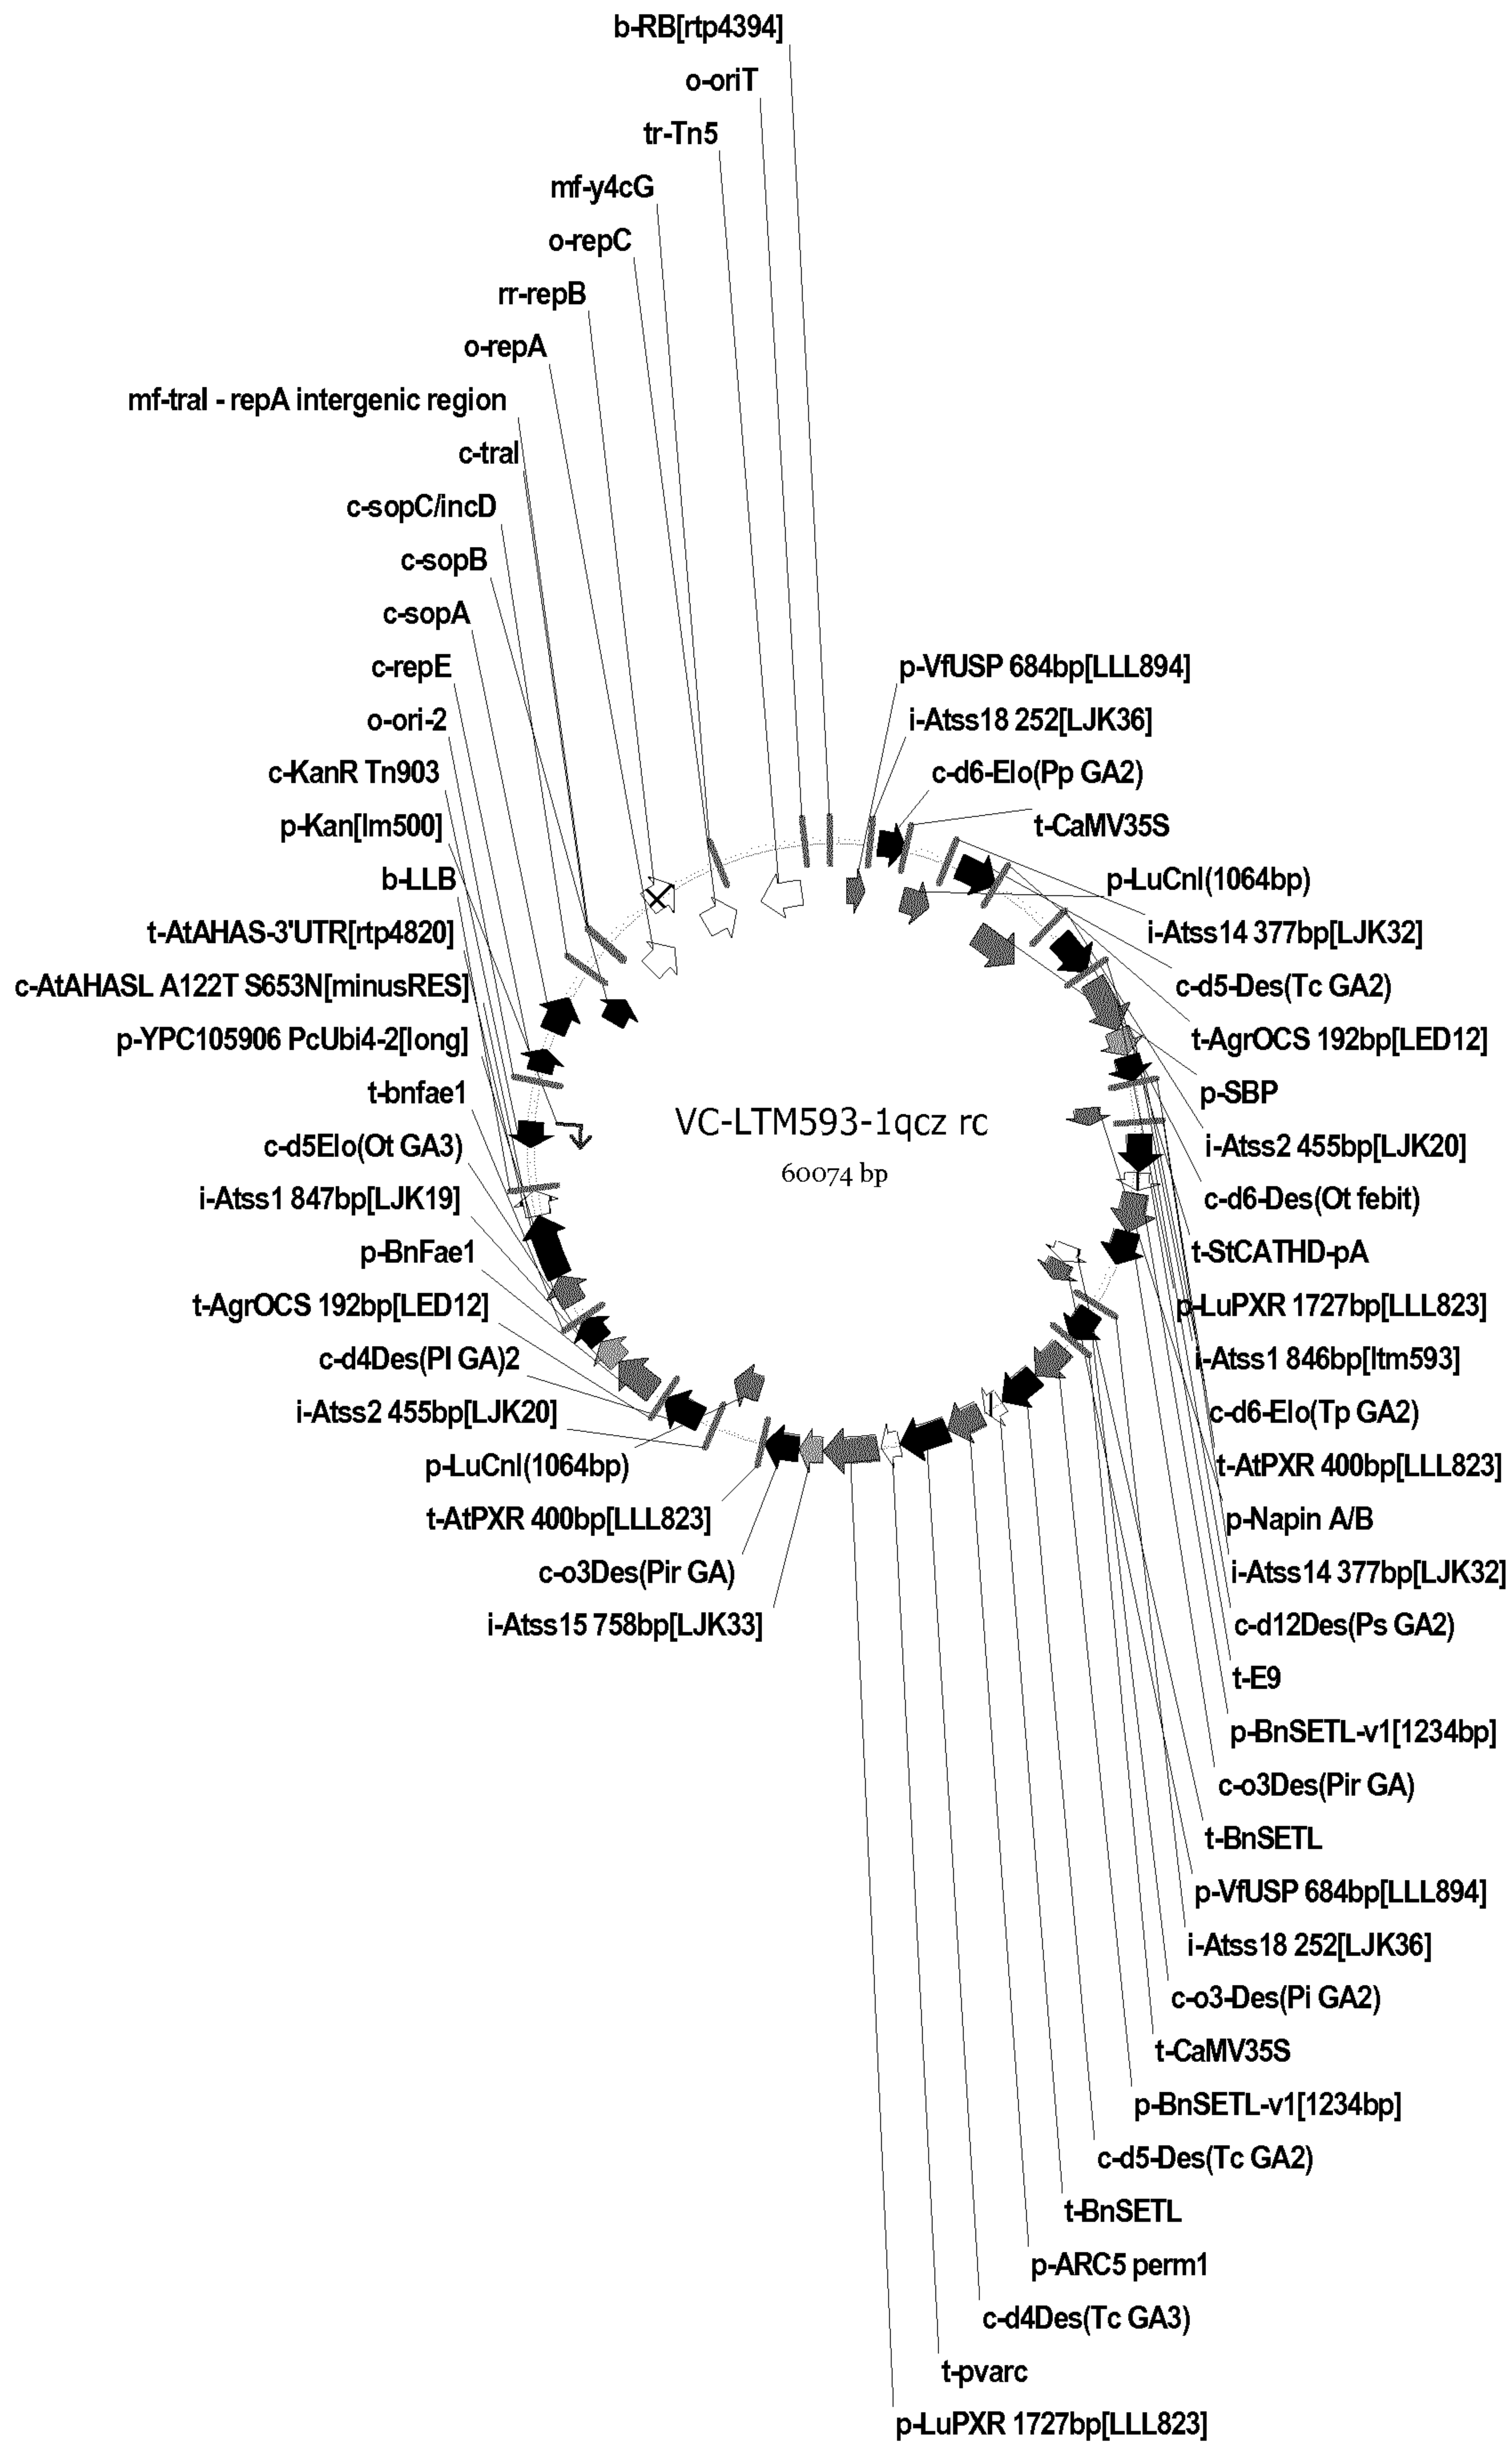 b-RB[rtp4394]
o-oriT
tr-Tn5
mf-y4cG
o-repC
rr-repB
o-repA
mf-traI - repA intergenic region
c-traI
c-sopC/incD
c-sopB
c-sopA
c-repE
o-ori-2
c-KanR Tn903
p-Kan[lm500]
b-LLB
t-AtAHAS-3'UTR[rtp4820]
c-AtAHASL A122T S653N[minusRES]
p-YPC105906 PcUbi4-2[long]
t-bnfae1
c-d5Elo(Ot GA3)
i-Atss1 847bp[LJK19]
p-BnFae1
t-AgrOCS 192bp[LED12]
c-d4Des(Pl GA)2
i-Atss2 455bp[LJK20]
p-LuCnl(1064bp)
t-AtPXR 400bp[LLL823]
c-o3Des(Pir GA)
i-Atss15 758bp[LJK33]
VC-LTM593-1qcz rc
60074 bp
p-VfUSP 684bp[LLL894]
i-Atss18 252[LJK36]
c-d6-Elo(Pp GA2)
t-CaMV35S
p-LuCnl(1064bp)
i-Atss14 377bp[LJK32]
c-d5-Des(Tc GA2)
t-AgrOCS 192bp[LED12]
p-SBP
i-Atss2 455bp[LJK20]
c-d6-Des(Ot febit)
t-StCATHD-pA
p-LuPXR 1727bp[LLL823]
i-Atss1 846bp[ltm593]
c-d6-Elo(Tp GA2)
t-AtPXR 400bp[LLL823]
p-Napin A/B
i-Atss14 377bp[LJK32]
c-d12Des(Ps GA2)
t-E9
p-BnSETL-v1[1234bp]
c-o3Des(Pir GA)
t-BnSETL
p-VfUSP 684bp[LLL894]
i-Atss18 252[LJK36]
c-o3-Des(Pi GA2)
t-CaMV35S
p-BnSETL-v1[1234bp]
c-d5-Des(Tc GA2)
t-BnSETL
p-ARC5 perm1
c-d4Des(Tc GA3)
t-pvarc
p-LuPXR 1727bp[LLL823]